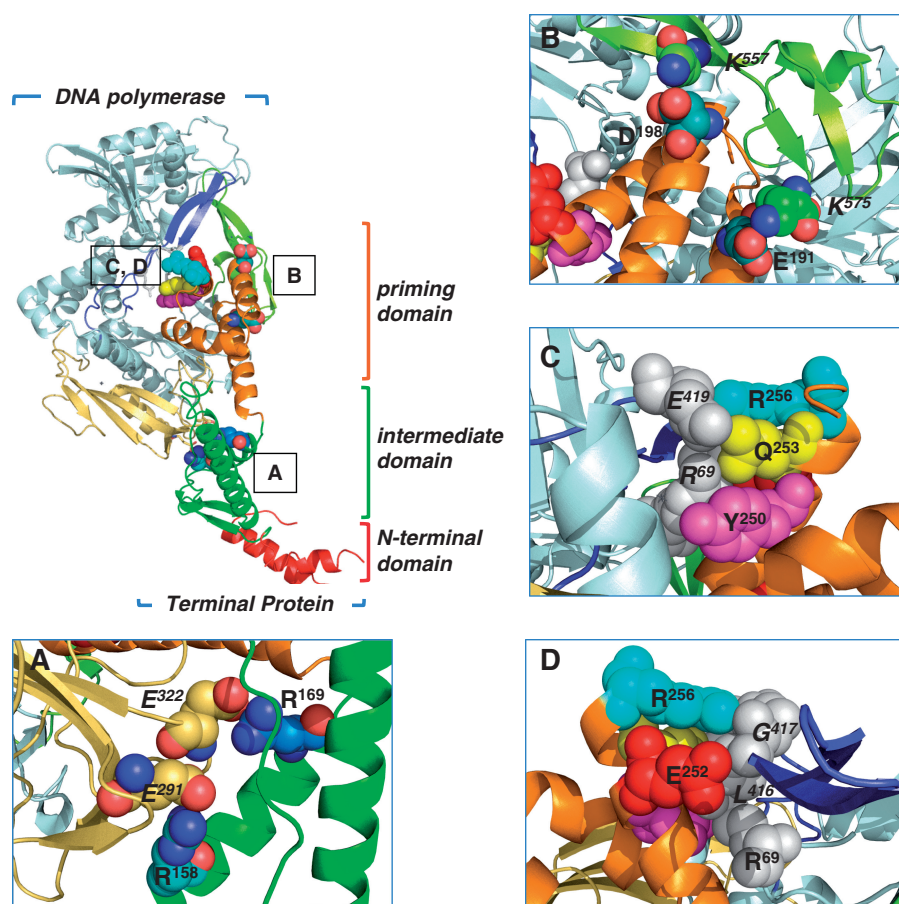 DNA polymerase
C, D
B
priming
domain
intermediate
domain
A
N-terminal
domain
Terminal Protein
B
K557
D198
K575
E191
C
E419
R256
Q253
R69
Y250
A
E322
R169
E291
R158
D
R256
G417
E252
L416
R69